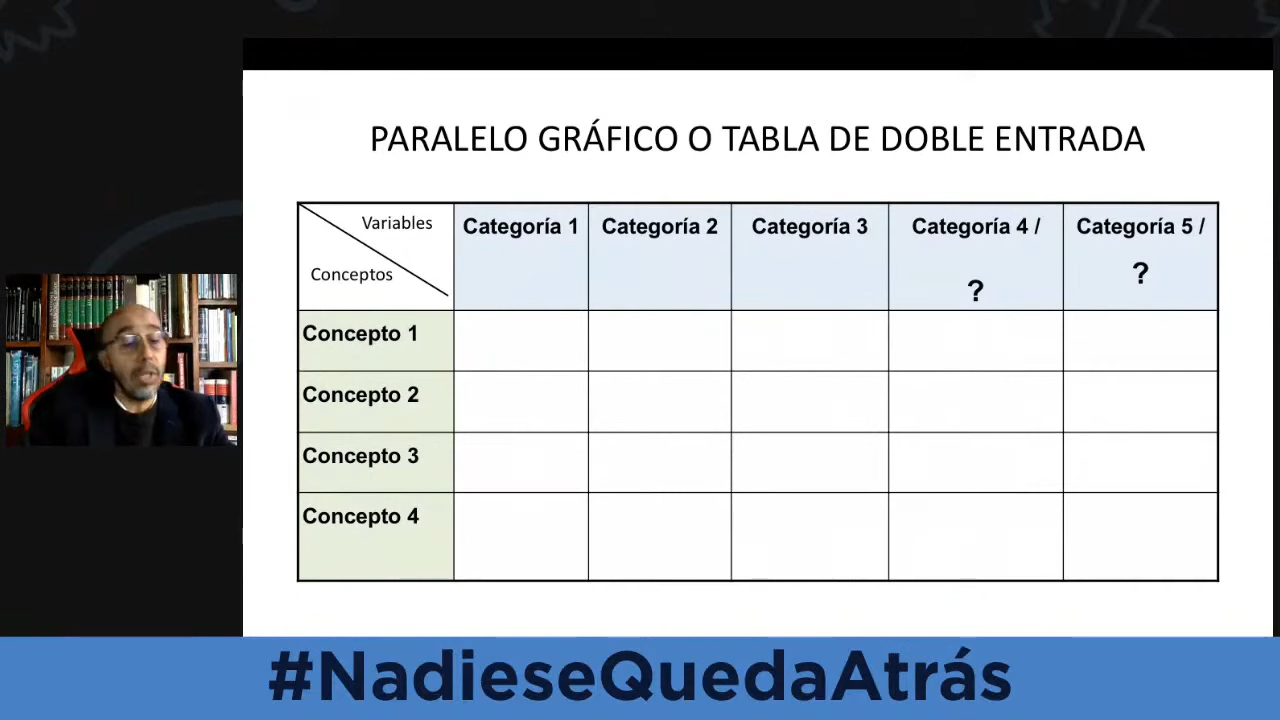 PARALELO GRÁFICO O TABLA DE DOBLE ENTRADA
Variables
Conceptos
Categoría 1
Categoría 2
Categoría 3
Categoría 4 /
?
Categoría 5 /
?
Concepto 1
Concepto 2
Concepto 3
Concepto 4
#NadieseQuedaAtrás